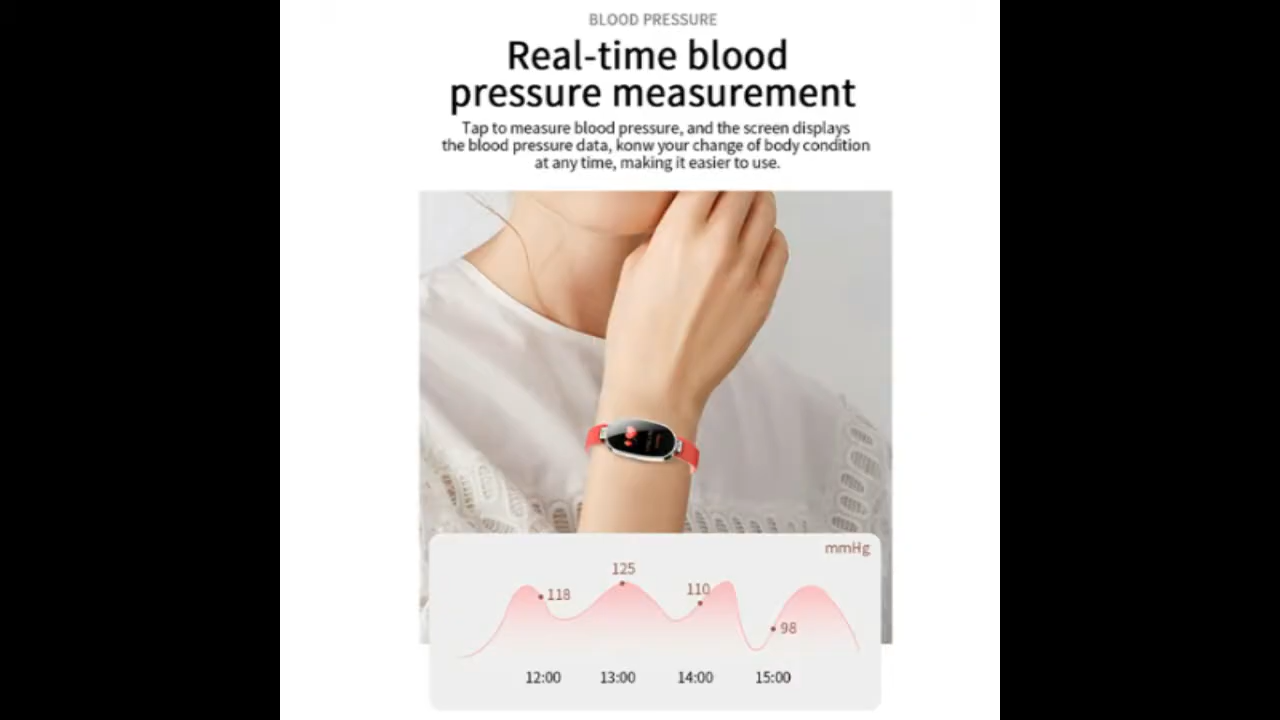 BLOOD PRESSURE
Real-time blood
pressure measurement
Tap to measure blood pressure, and the screen displays
the blood pressure data, konw your change of body condition
at any time, making it easier to use.
mmHg
125
118
110
98
12:00 13:00 14:00 15:00